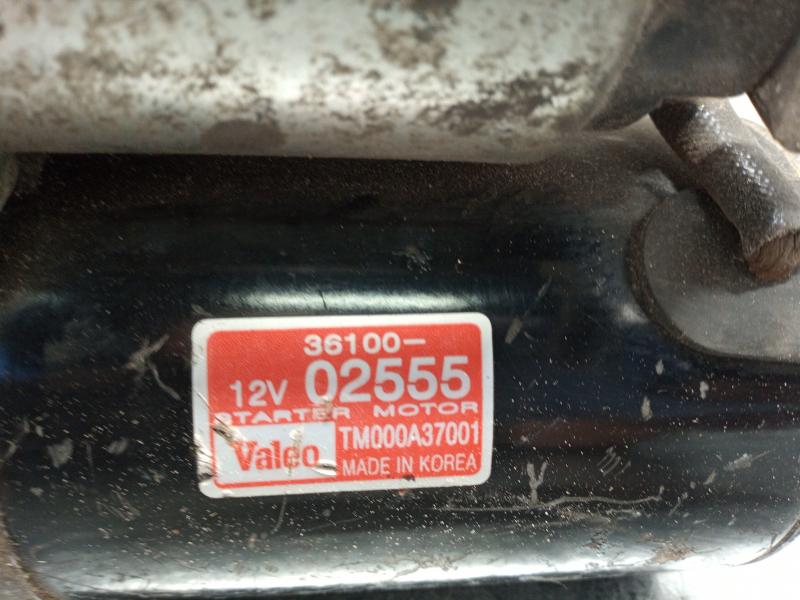 36100-
12V 02555
STARTER MOTOR
Valeo TM000A37001
MADE IN KOREA